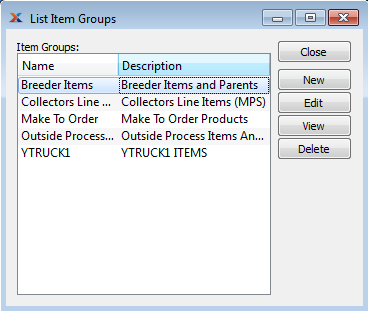 List Item Groups
Item Groups:
Name Description
Breeder Items Breeder Items and Parents
Collectors Line ... Collectors Line Items (MPS)
Make To Order Make To Order Products
Outside Process... Outside Process Items An...
YTRUCK1 YTRUCK1 ITEMS
Close
New
Edit
View
Delete